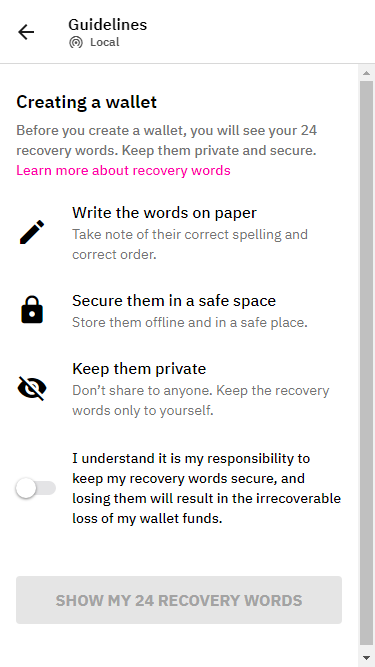 Guidelines
Local
Creating a wallet
Before you create a wallet, you will see your 24
recovery words. Keep them private and secure.
Learn more about recovery words
Write the words on paper
Take note of their correct spelling and
correct order.
Secure them in a safe space
Store them offline and in a safe place.
Keep them private
Don't share to anyone. Keep the recovery
words only to yourself.
I understand it is my responsibility to
keep my recovery words secure, and
losing them will result in the irrecoverable
loss of my wallet funds.
SHOW MY 24 RECOVERY WORDS